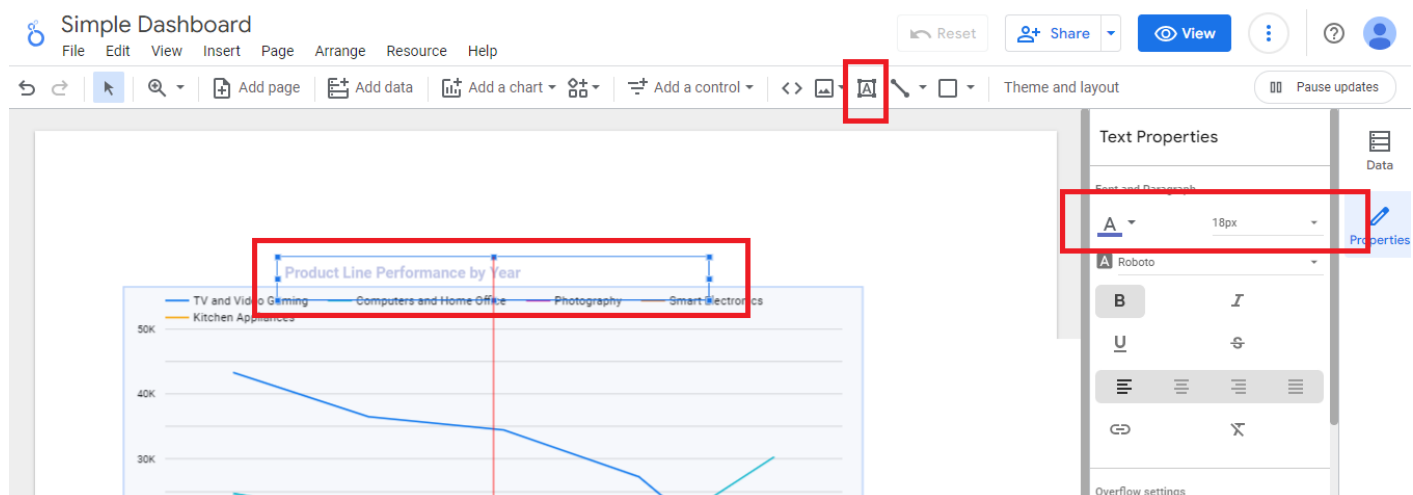 Simple Dashboard
File Edit View Insert Page Arrange Resource Help
Reset
Share
View
Add page
Add data
Add a chart
Add a control
Theme and layout
Pause updates
Text Properties
Data
Font and Paragraph
A
18px
Properties
A Roboto
B I
U S
Product Line Performance by Year
TV and Video Gaming Computers and Home Office Photography Smart Electronics
Kitchen Appliances
50K
40K
30K
Overflow settings